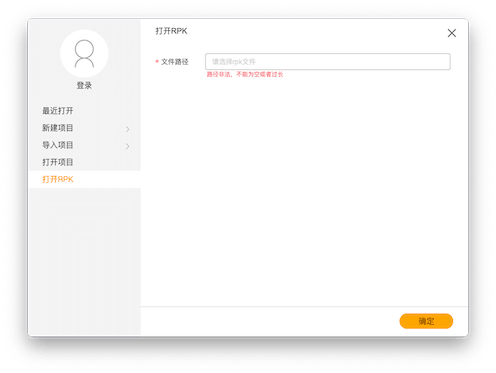 打开RPK
登录
* 文件路径
请选择rpk文件
路径非法，不能为空或者过长
最近打开
新建项目
导入项目
打开项目
打开RPK
确定